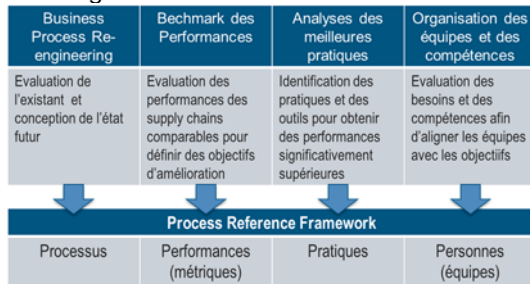 Business
Process Re-
engineering
Bechmark des
Performances
Analyses des
meilleures
pratiques
Organisation des
équipes et des
compétences
Evaluation de
l'existant et
conception de l'état
futur
Evaluation des
performances des
supply chains
comparables pour
définir des objectifs
d'amélioration
Identification des
pratiques et des
outils pour obtenir
des performances
significativement
supérieures
Evaluation des
besoins et des
compétences afin
d'aligner les équipes
avec les objectiifs
Process Reference Framework
Processus
Performances
(métriques)
Pratiques
Personnes
(équipes)